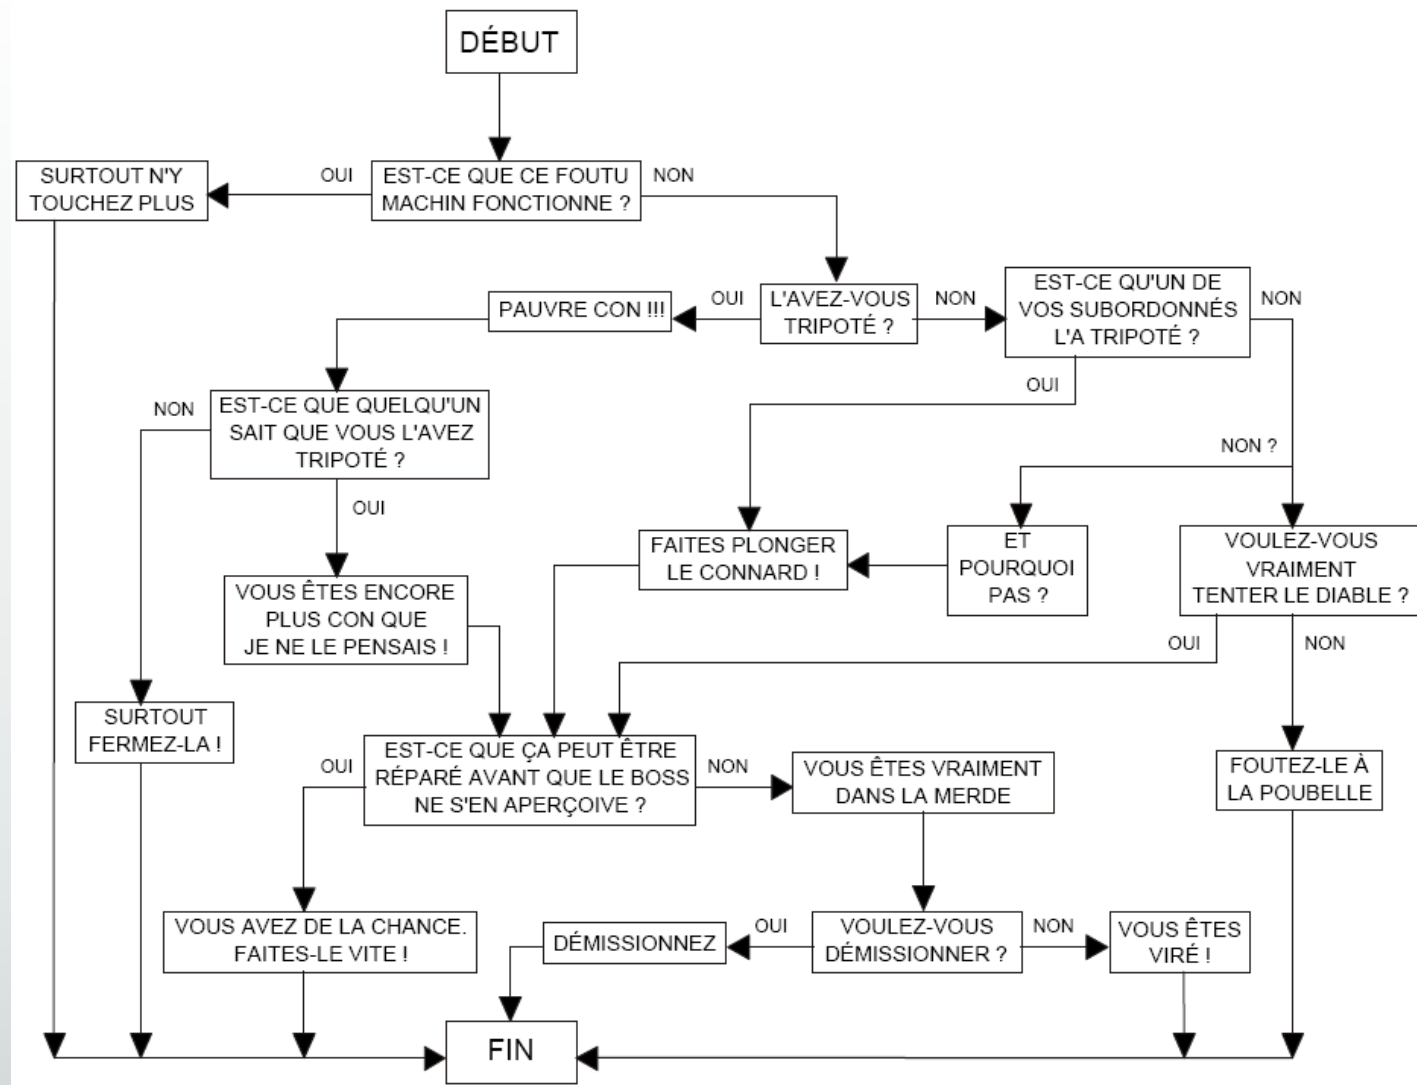 DÉBUT
SURTOUT N'Y
TOUCHEZ PLUS
OUI
EST-CE QUE CE FOUTU
MACHIN FONCTIONNE ?
NON
PAUVRE CON !!!
OUI
L'AVEZ-VOUS
TRIPOTÉ ?
NON
EST-CE QU'UN DE
VOS SUBORDONNÉS
L'A TRIPOTÉ ?
NON
OUI
NON
EST-CE QUE QUELQU'UN
SAIT QUE VOUS L'AVEZ
TRIPOTÉ ?
NON ?
OUI
FAITES PLONGER
LE CONNARD !
ET
POURQUOI
PAS ?
VOULEZ-VOUS
VRAIMENT
TENTER LE DIABLE ?
VOUS ÊTES ENCORE
PLUS CON QUE
JE NE LE PENSAIS !
OUI
NON
SURTOUT
FERMEZ-LA !
OUI
EST-CE QUE ÇA PEUT ÊTRE
RÉPARÉ AVANT QUE LE BOSS
NE S'EN APERÇOIVE ?
NON
VOUS ÊTES VRAIMENT
DANS LA MERDE
FOUTEZ-LE À
LA POUBELLE
VOUS AVEZ DE LA CHANCE.
FAITES-LE VITE !
DÉMISSIONNEZ
OUI
VOULEZ-VOUS
DÉMISSIONNER ?
NON
VOUS ÊTES
VIRÉ !
FIN